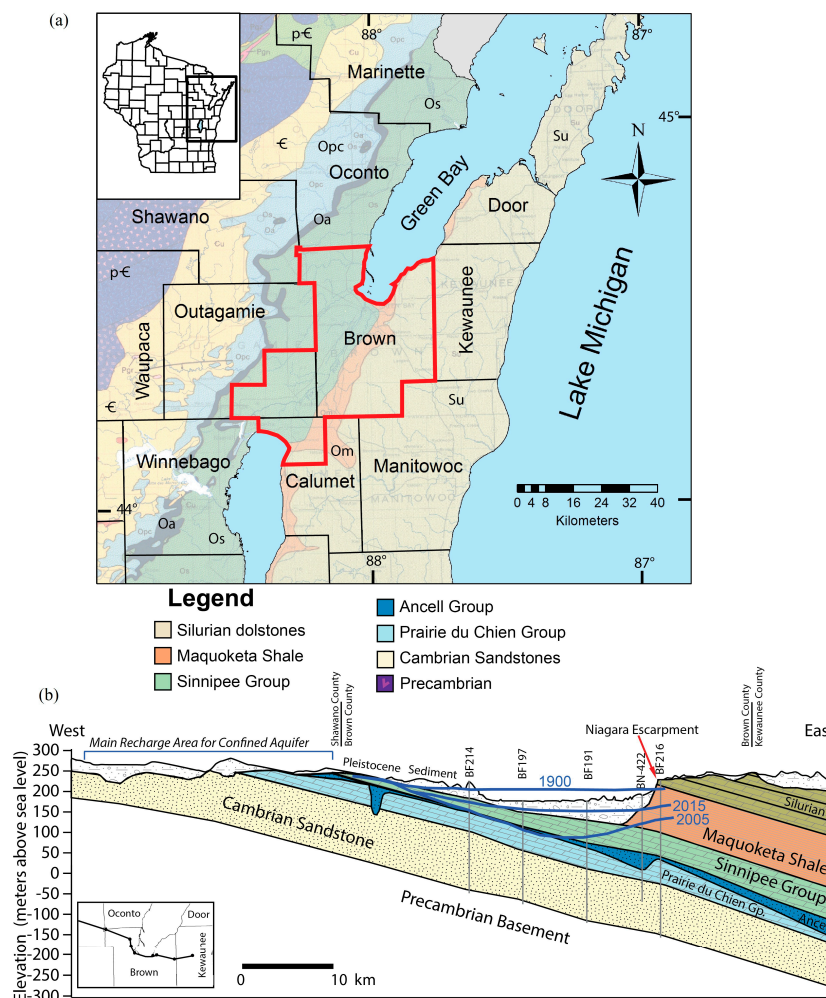 (a)
88°
87°
45°
p-Є
Marinette
Os
Є
Opc
Oconto
Opc
Oa
Su
N
Green Bay
Door
Shawano
p-Є
Outagamie
Waupaca
Brown
Kewaunee
Lake Michigan
-Є
Su
Winnebago
Om
Calumet
Manitowoc
44°
Oa
Os
Opc
0 4 8 16 24 32 40
Kilometers
88°
87°
Legend
Silurian dolstones
Maquoketa Shale
Sinnipee Group
Ancell Group
Prairie du Chien Group
Cambrian Sandstones
Precambrian
(b)
West
Main Recharge Area for Confined Aquifer
Shawano County
Brown County
Pleistocene Sediment
BF214
BF197
BF191
BN-422
BF216
Niagara Escarpment
Brown County
Kewaunee County
Eas
1900
2015
2005
Cambrian Sandstone
Precambrian Basement
Silurian
Maquoketa Shale
Sinnipee Group
Prairie du Chien Gp.
Ance
Elevation (meters above sea level)
300
250
200
150
100
50
0
-50
-100
-150
-200
-250
-300
Oconto
Door
Brown
Kewaunee
0 10 km